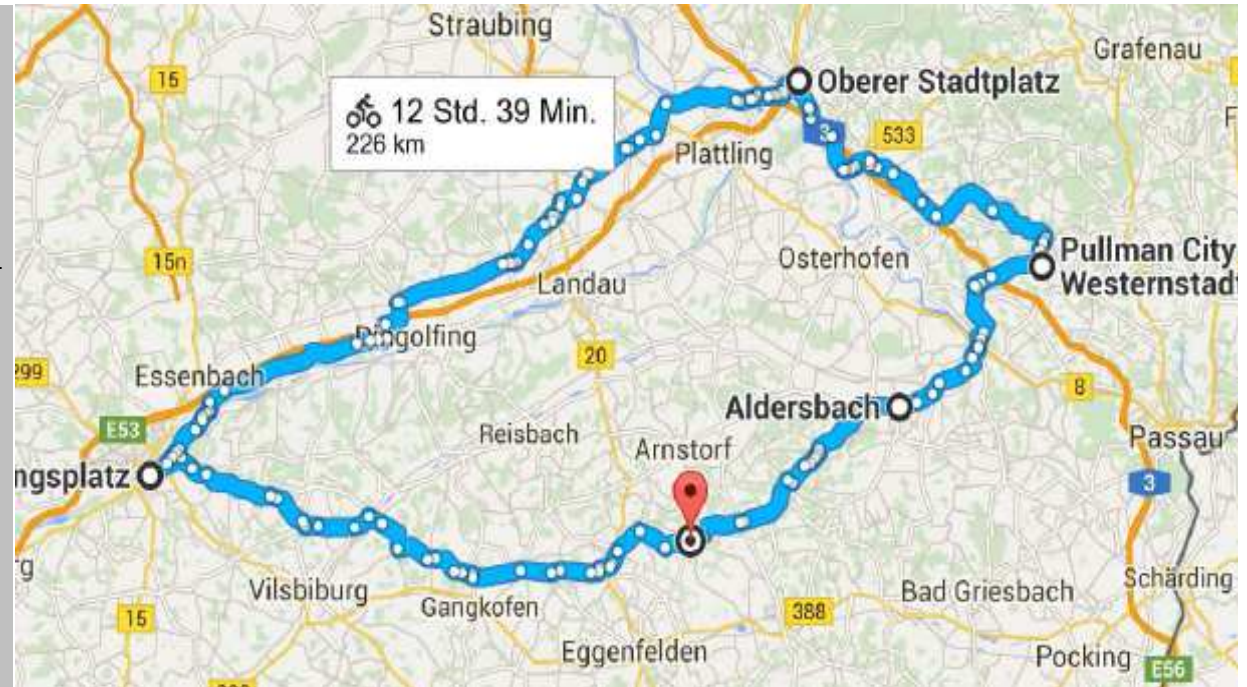 Straubing
Grafenau
15
Oberer Stadtplatz
12 Std. 39 Min.
226 km
3
533
Plattling
15n
Osterhofen
Pullman City
Westernstadt
Landau
Dingolfing
20
299
Essenbach
8
Aldersbach
E53
Reisbach
Arnstorf
Passau
ngsplatz
3
Vilsbiburg
Gangkofen
Bad Griesbach
Schärding
15
388
Eggenfelden
Pocking
E56